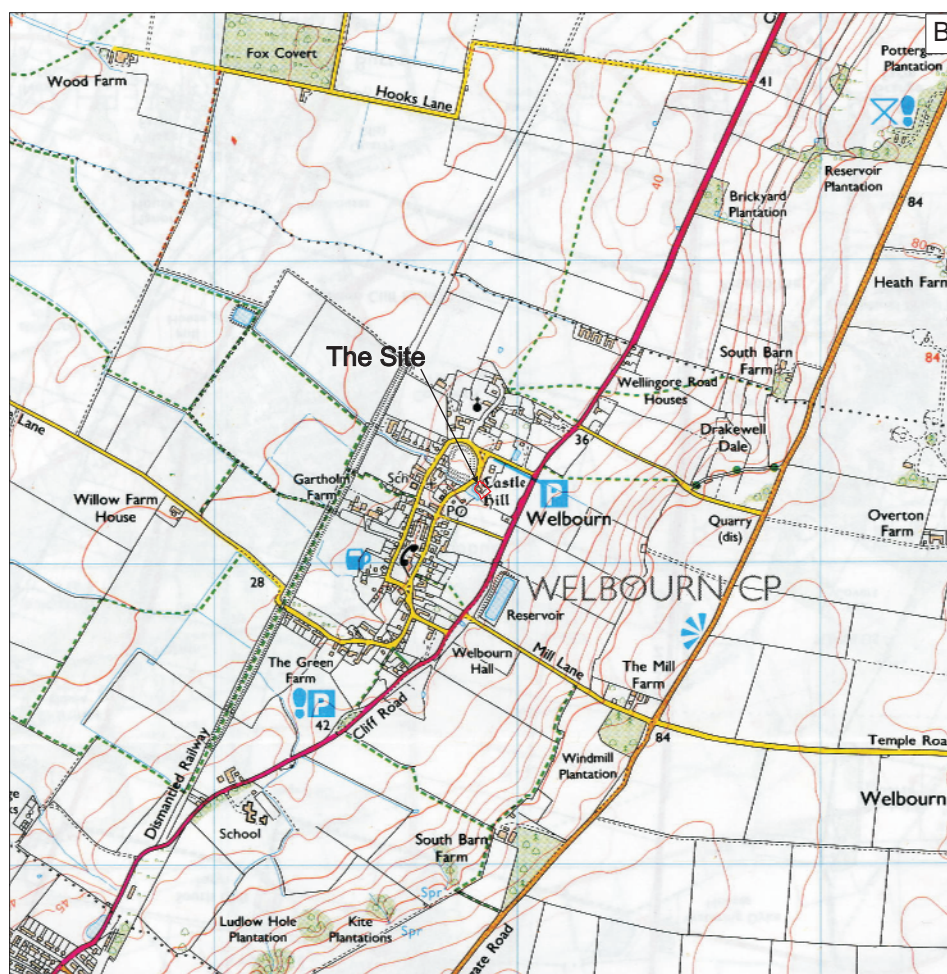 B
Fox Covert
Wood Farm
Hooks Lane
41
Potterga
Plantation
Reservoir
Plantation
40
Brickyard
Plantation
84
80
Heath Farm
The Site
South Barn
Farm
84
Wellingore Road
Houses
Lane
36
Drakewell
Dale
Gartholm
Farm
Sch
B
Castle
Hill
P
Willow Farm
House
PO
Welbourn
Quarry
(dis)
Overton
Farm
28
WELBOURN CP
Reservoir
The Green
Farm
Welbourn
Hall
Mill Lane
The Mill
Farm
P
42
Cliff Road
84
Temple Roa
Windmill
Plantation
Dismantled Railway
Welbourn
School
South Barn
Farm
Spr
45
Ludlow Hole
Plantation
Kite
Plantations
Spr
ate Road